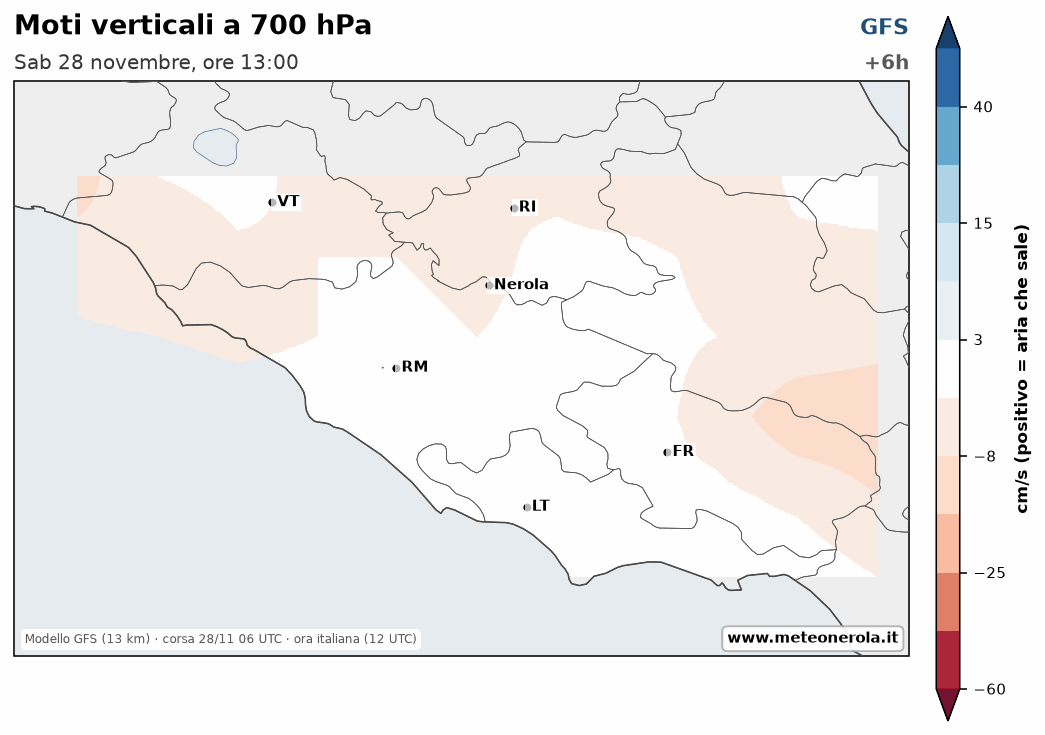 Moti verticali a 700 hPa
GFS
Sab 28 novembre, ore 13:00
+6h
VT
RI
Nerola
RM
FR
LT
40
15
3
−8
−25
−60
cm/s (positivo = aria che sale)
Modello GFS (13 km) · corsa 28/11 06 UTC · ora italiana (12 UTC)
www.meteonerola.it